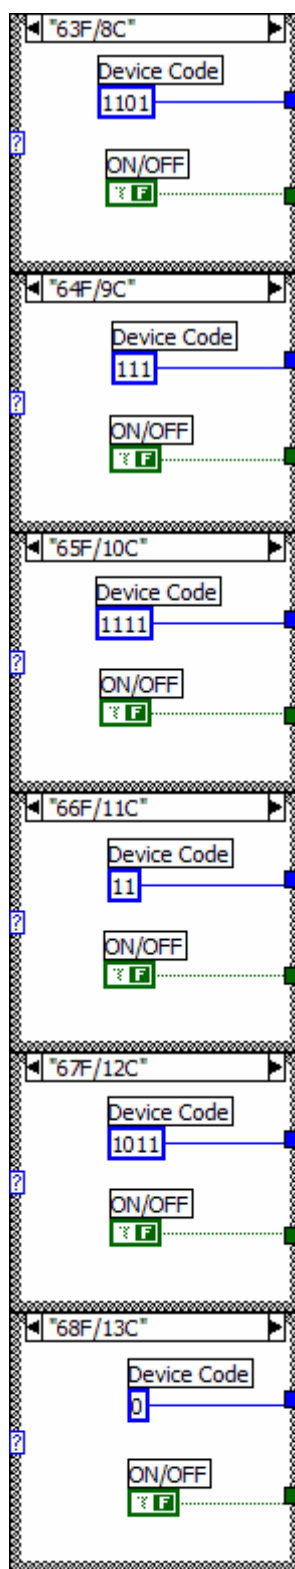 "63F/8C"
Device Code
1101
?
ON/OFF
F
"64F/9C"
Device Code
111
?
ON/OFF
F
"65F/10C"
Device Code
1111
?
ON/OFF
F
"66F/11C"
Device Code
11
?
ON/OFF
F
"67F/12C"
Device Code
1011
?
ON/OFF
F
"68F/13C"
Device Code
0
?
ON/OFF
F